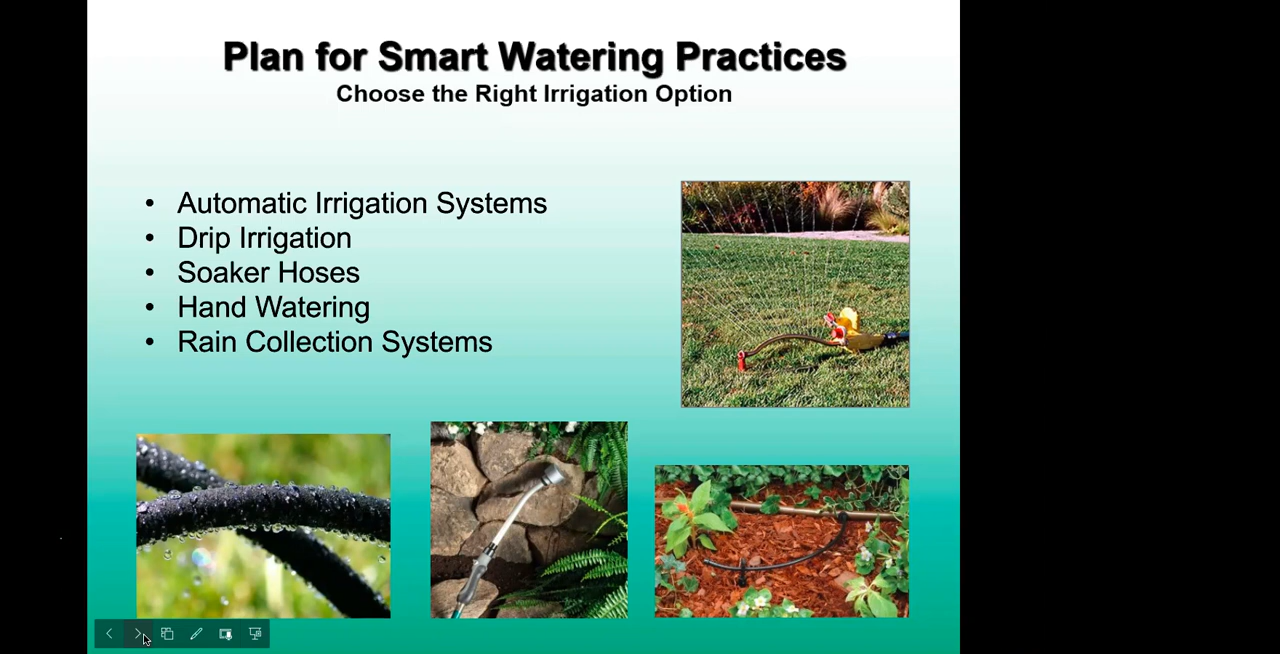 Plan for Smart Watering Practices
Choose the Right Irrigation Option
• Automatic Irrigation Systems
• Drip Irrigation
• Soaker Hoses
• Hand Watering
• Rain Collection Systems